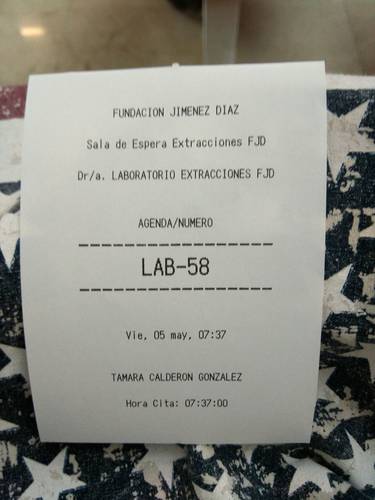 FUNDACION JIMENEZ DIAZ
Sala de Espera Extracciones FJD
Dr/a. LABORATORIO EXTRACCIONES FJD
AGENDA/NUMERO
LAB-58
Vie, 05 may, 07:37
TAMARA CALDERON GONZALEZ
Hora Cita: 07:37:00